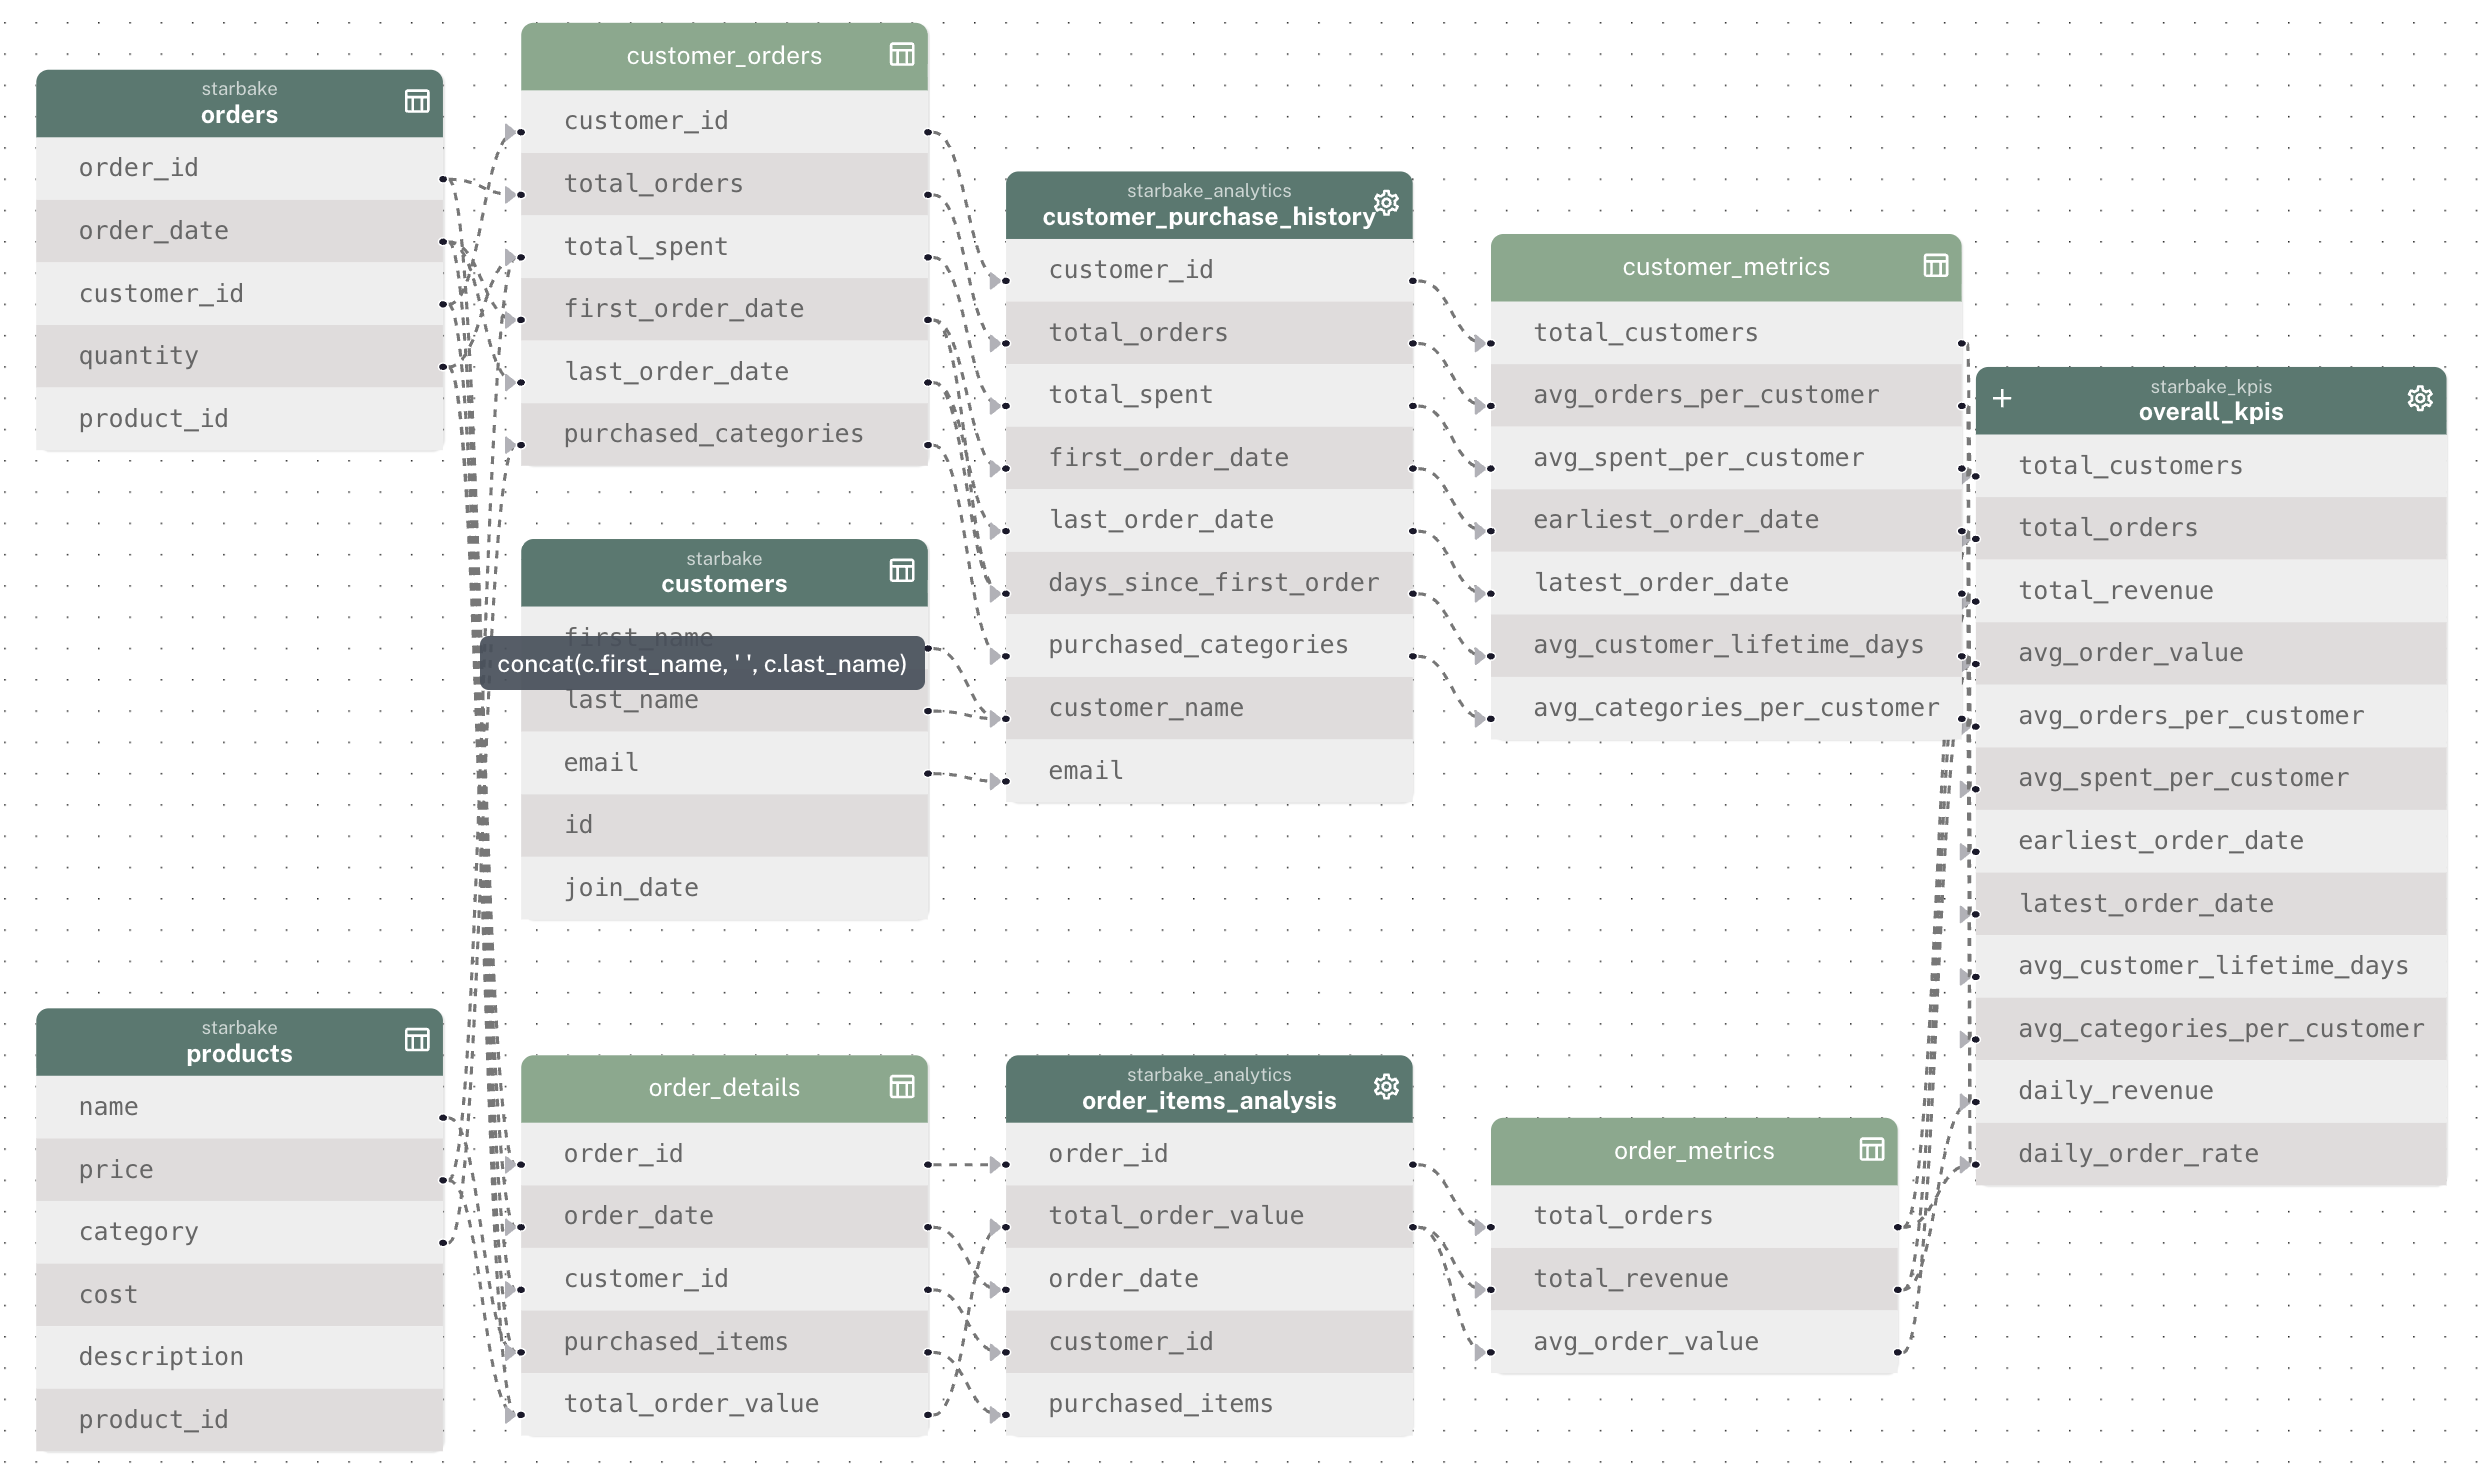 starbake
orders
order_id
order_date
customer_id
quantity
product_id
customer_orders
customer_id
total_orders
total_spent
first_order_date
last_order_date
purchased_categories
starbake
customers
first_name
concat(c.first_name, ' ', c.last_name)
last_name
email
id
join_date
starbake_analytics
customer_purchase_history
customer_id
total_orders
total_spent
first_order_date
last_order_date
days_since_first_order
purchased_categories
customer_name
email
customer_metrics
total_customers
avg_orders_per_customer
avg_spent_per_customer
earliest_order_date
latest_order_date
avg_customer_lifetime_days
avg_categories_per_customer
starbake_kpis
overall_kpis
total_customers
total_orders
total_revenue
avg_order_value
avg_orders_per_customer
avg_spent_per_customer
earliest_order_date
latest_order_date
avg_customer_lifetime_days
avg_categories_per_customer
daily_revenue
daily_order_rate
starbake
products
name
price
category
cost
description
product_id
order_details
order_id
order_date
customer_id
purchased_items
total_order_value
starbake_analytics
order_items_analysis
order_id
total_order_value
order_date
customer_id
purchased_items
order_metrics
total_orders
total_revenue
avg_order_value